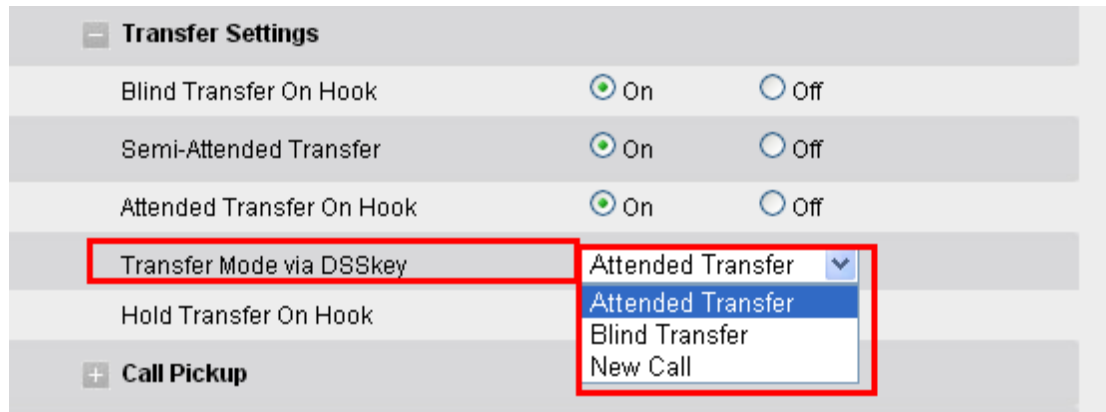 Transfer Settings
Blind Transfer On Hook On Off
Semi-Attended Transfer On Off
Attended Transfer On Hook On Off
Transfer Mode via DSSkey Attended Transfer
Attended Transfer
Hold Transfer On Hook
Blind Transfer
New Call
Call Pickup